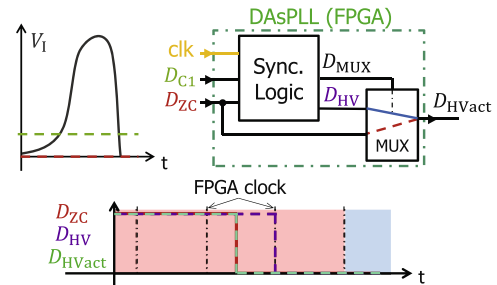 V_I
t
DAsPLL (FPGA)
clk
D_C1
D_ZC
Sync.
Logic
D_MUX
D_HV
MUX
D_HVact
FPGA clock
D_ZC
D_HV
D_HVact
t